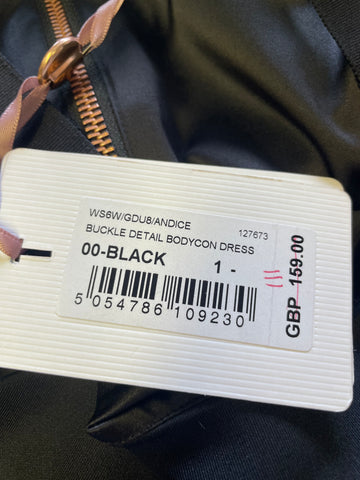 WS6W/GDU8/ANDICE
127673
BUCKLE DETAIL BODYCON DRESS
00-BLACK 1 -
5 054786 109230
GBP 159.00